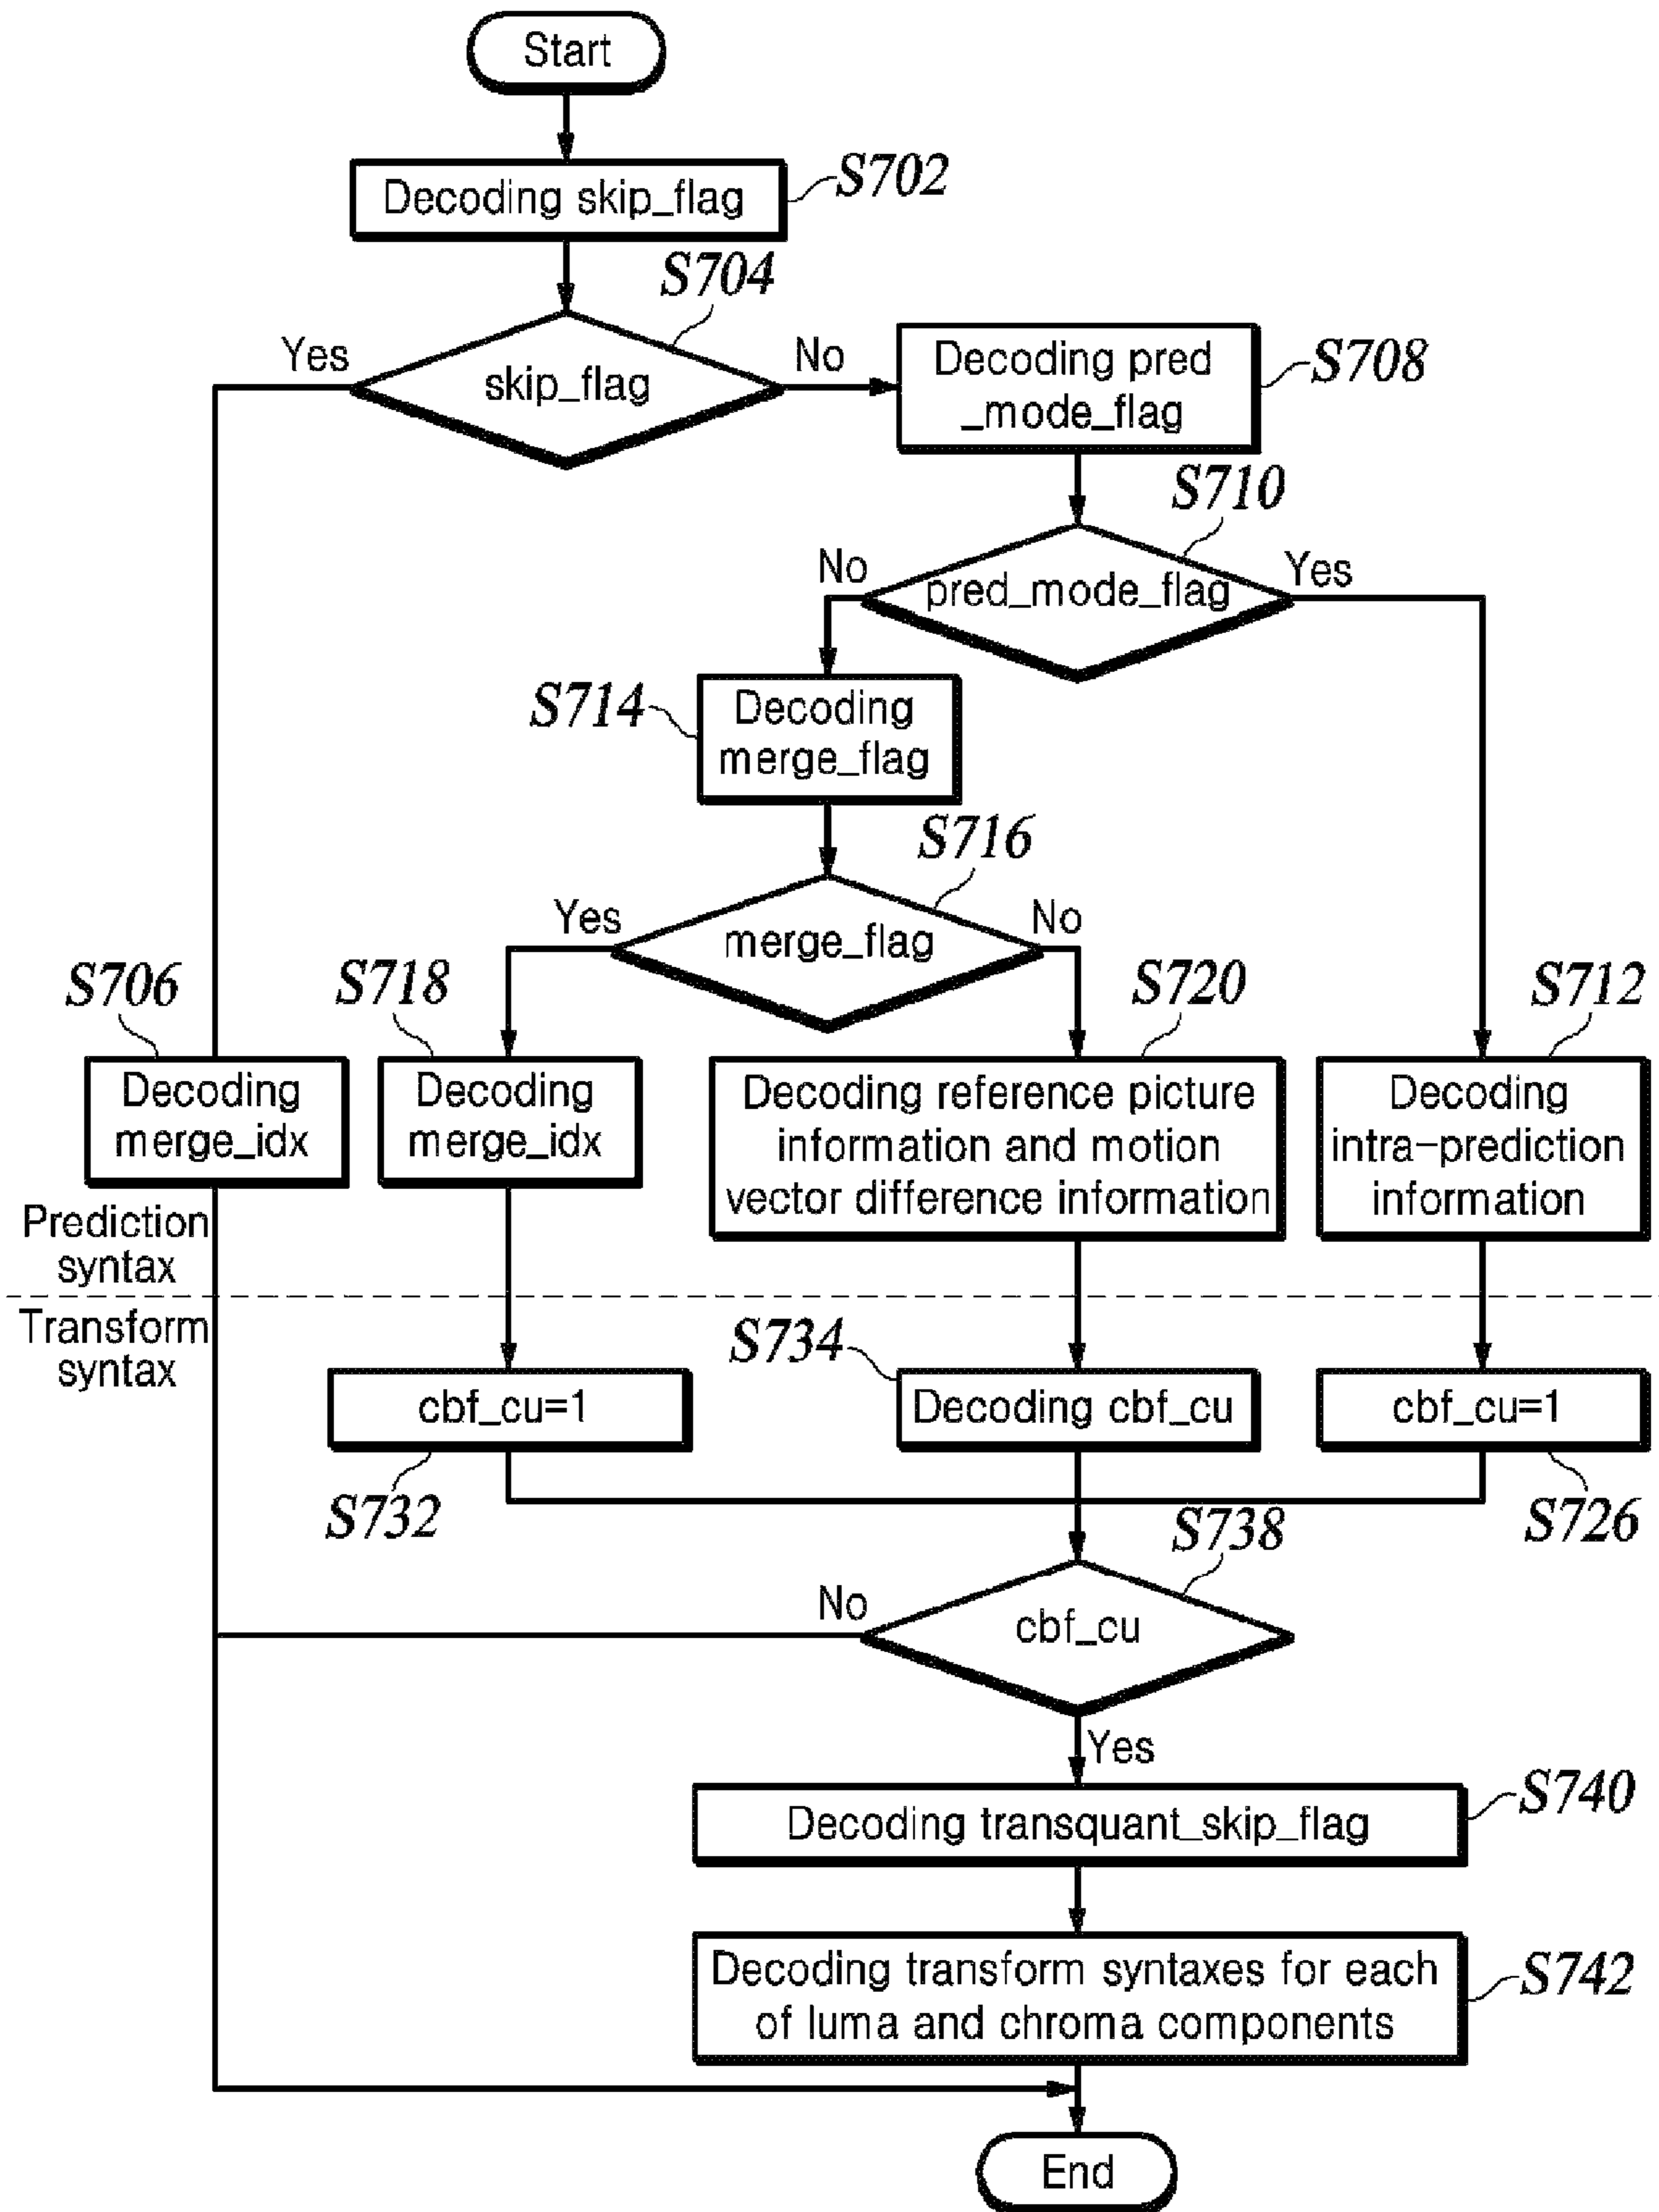 Start
Decoding skip_flag
S702
S704
Yes
skip_flag
No
Decoding pred
_mode_flag
S708
S710
No
pred_mode_flag
Yes
S714
Decoding
merge_flag
S716
Yes
merge_flag
No
S706
S718
S720
S712
Decoding
merge_idx
Decoding
merge_idx
Decoding reference picture
information and motion
vector difference information
Decoding
intra-prediction
information
Prediction
syntax
Transform
syntax
S734
cbf_cu=1
Decoding cbf_cu
cbf_cu=1
S732
S726
S738
No
cbf_cu
Yes
S740
Decoding transquant_skip_flag
Decoding transform syntaxes for each
of luma and chroma components
S742
End